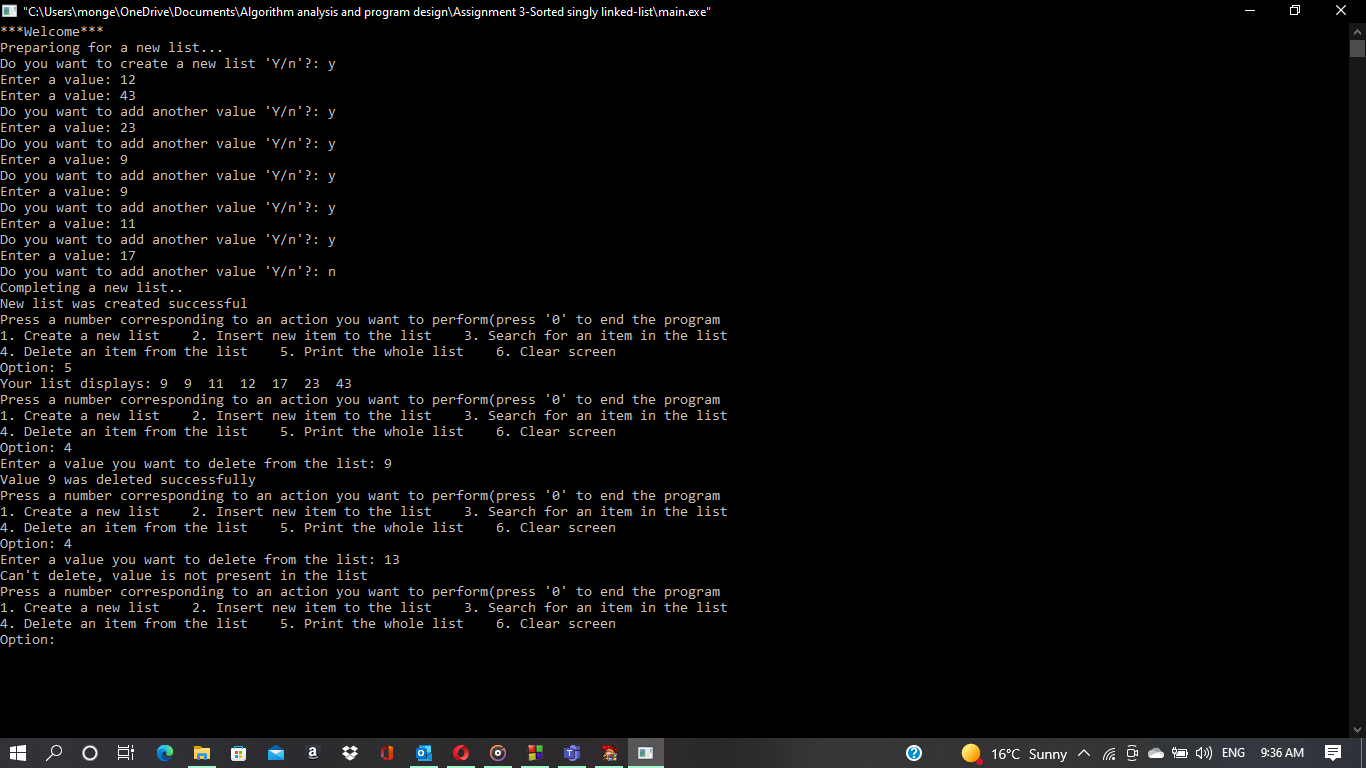 "C:\Users\monge\OneDrive\Documents\Algorithm analysis and program design\Assignment 3-Sorted singly linked-list\main.exe"
***Welcome***
Prepariong for a new list...
Do you want to create a new list 'Y/n'?: y
Enter a value: 12
Enter a value: 43
Do you want to add another value 'Y/n'?: y
Enter a value: 23
Do you want to add another value 'Y/n'?: y
Enter a value: 9
Do you want to add another value 'Y/n'?: y
Enter a value: 9
Do you want to add another value 'Y/n'?: y
Enter a value: 11
Do you want to add another value 'Y/n'?: y
Enter a value: 17
Do you want to add another value 'Y/n'?: n
Completing a new list..
New list was created successful
Press a number corresponding to an action you want to perform(press '0' to end the program
1. Create a new list    2. Insert new item to the list    3. Search for an item in the list
4. Delete an item from the list    5. Print the whole list    6. Clear screen
Option: 5
Your list displays: 9  9  11  12  17  23  43
Press a number corresponding to an action you want to perform(press '0' to end the program
1. Create a new list    2. Insert new item to the list    3. Search for an item in the list
4. Delete an item from the list    5. Print the whole list    6. Clear screen
Option: 4
Enter a value you want to delete from the list: 9
Value 9 was deleted successfully
Press a number corresponding to an action you want to perform(press '0' to end the program
1. Create a new list    2. Insert new item to the list    3. Search for an item in the list
4. Delete an item from the list    5. Print the whole list    6. Clear screen
Option: 4
Enter a value you want to delete from the list: 13
Can't delete, value is not present in the list
Press a number corresponding to an action you want to perform(press '0' to end the program
1. Create a new list    2. Insert new item to the list    3. Search for an item in the list
4. Delete an item from the list    5. Print the whole list    6. Clear screen
Option:
16°C Sunny ENG 9:36 AM